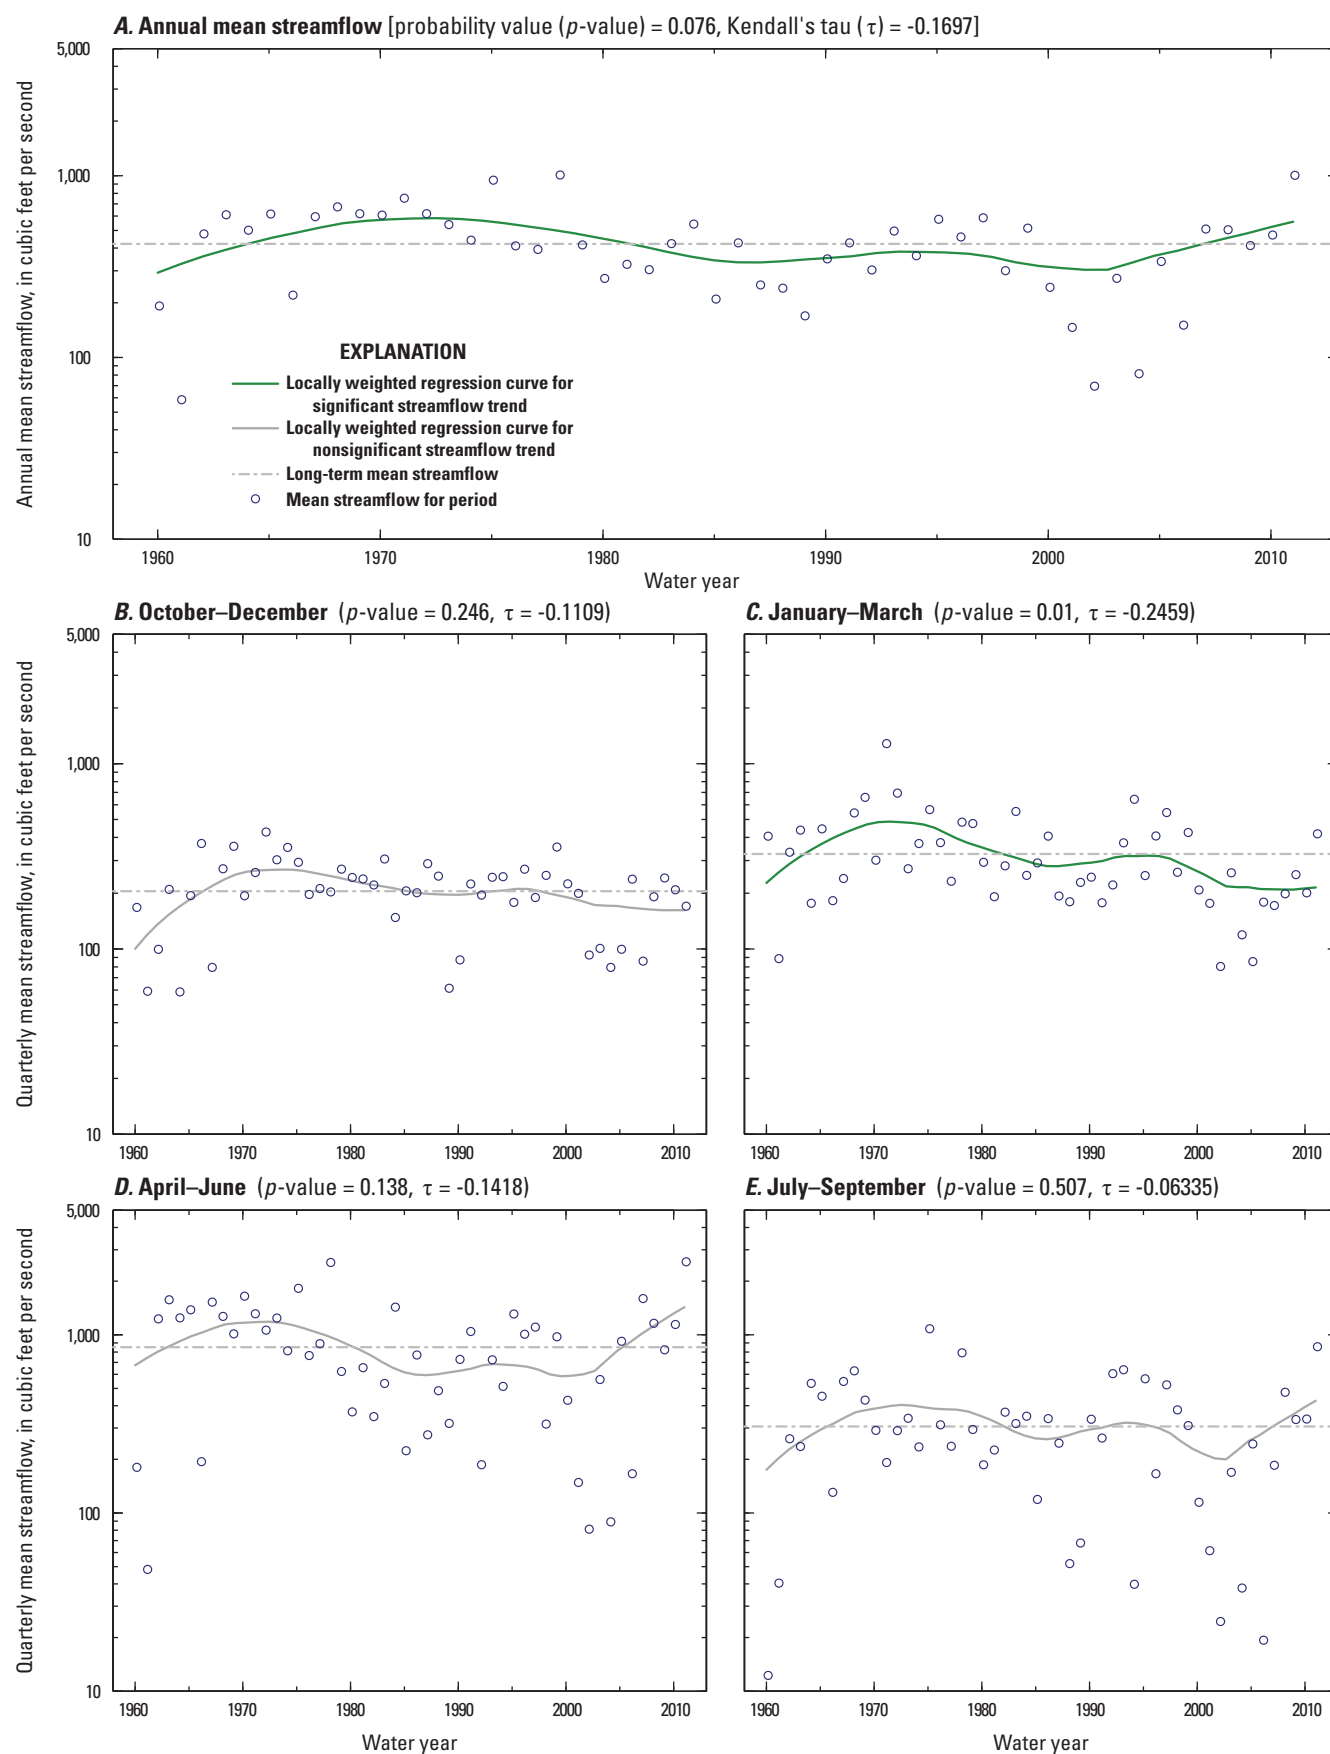 A. Annual mean streamflow [probability value (p-value) = 0.076, Kendall's tau (τ) = -0.1697]
Annual mean streamflow, in cubic feet per second
5,000
1,000
100
10
1960 1970 1980 1990 2000 2010
Water year
EXPLANATION
Locally weighted regression curve for
significant streamflow trend
Locally weighted regression curve for
nonsignificant streamflow trend
Long-term mean streamflow
Mean streamflow for period
B. October–December (p-value = 0.246, τ = -0.1109)
Quarterly mean streamflow, in cubic feet per second
5,000
1,000
100
10
1960 1970 1980 1990 2000 2010
C. January–March (p-value = 0.01, τ = -0.2459)
1960 1970 1980 1990 2000 2010
D. April–June (p-value = 0.138, τ = -0.1418)
Quarterly mean streamflow, in cubic feet per second
5,000
1,000
100
10
1960 1970 1980 1990 2000 2010
Water year
E. July–September (p-value = 0.507, τ = -0.06335)
1960 1970 1980 1990 2000 2010
Water year